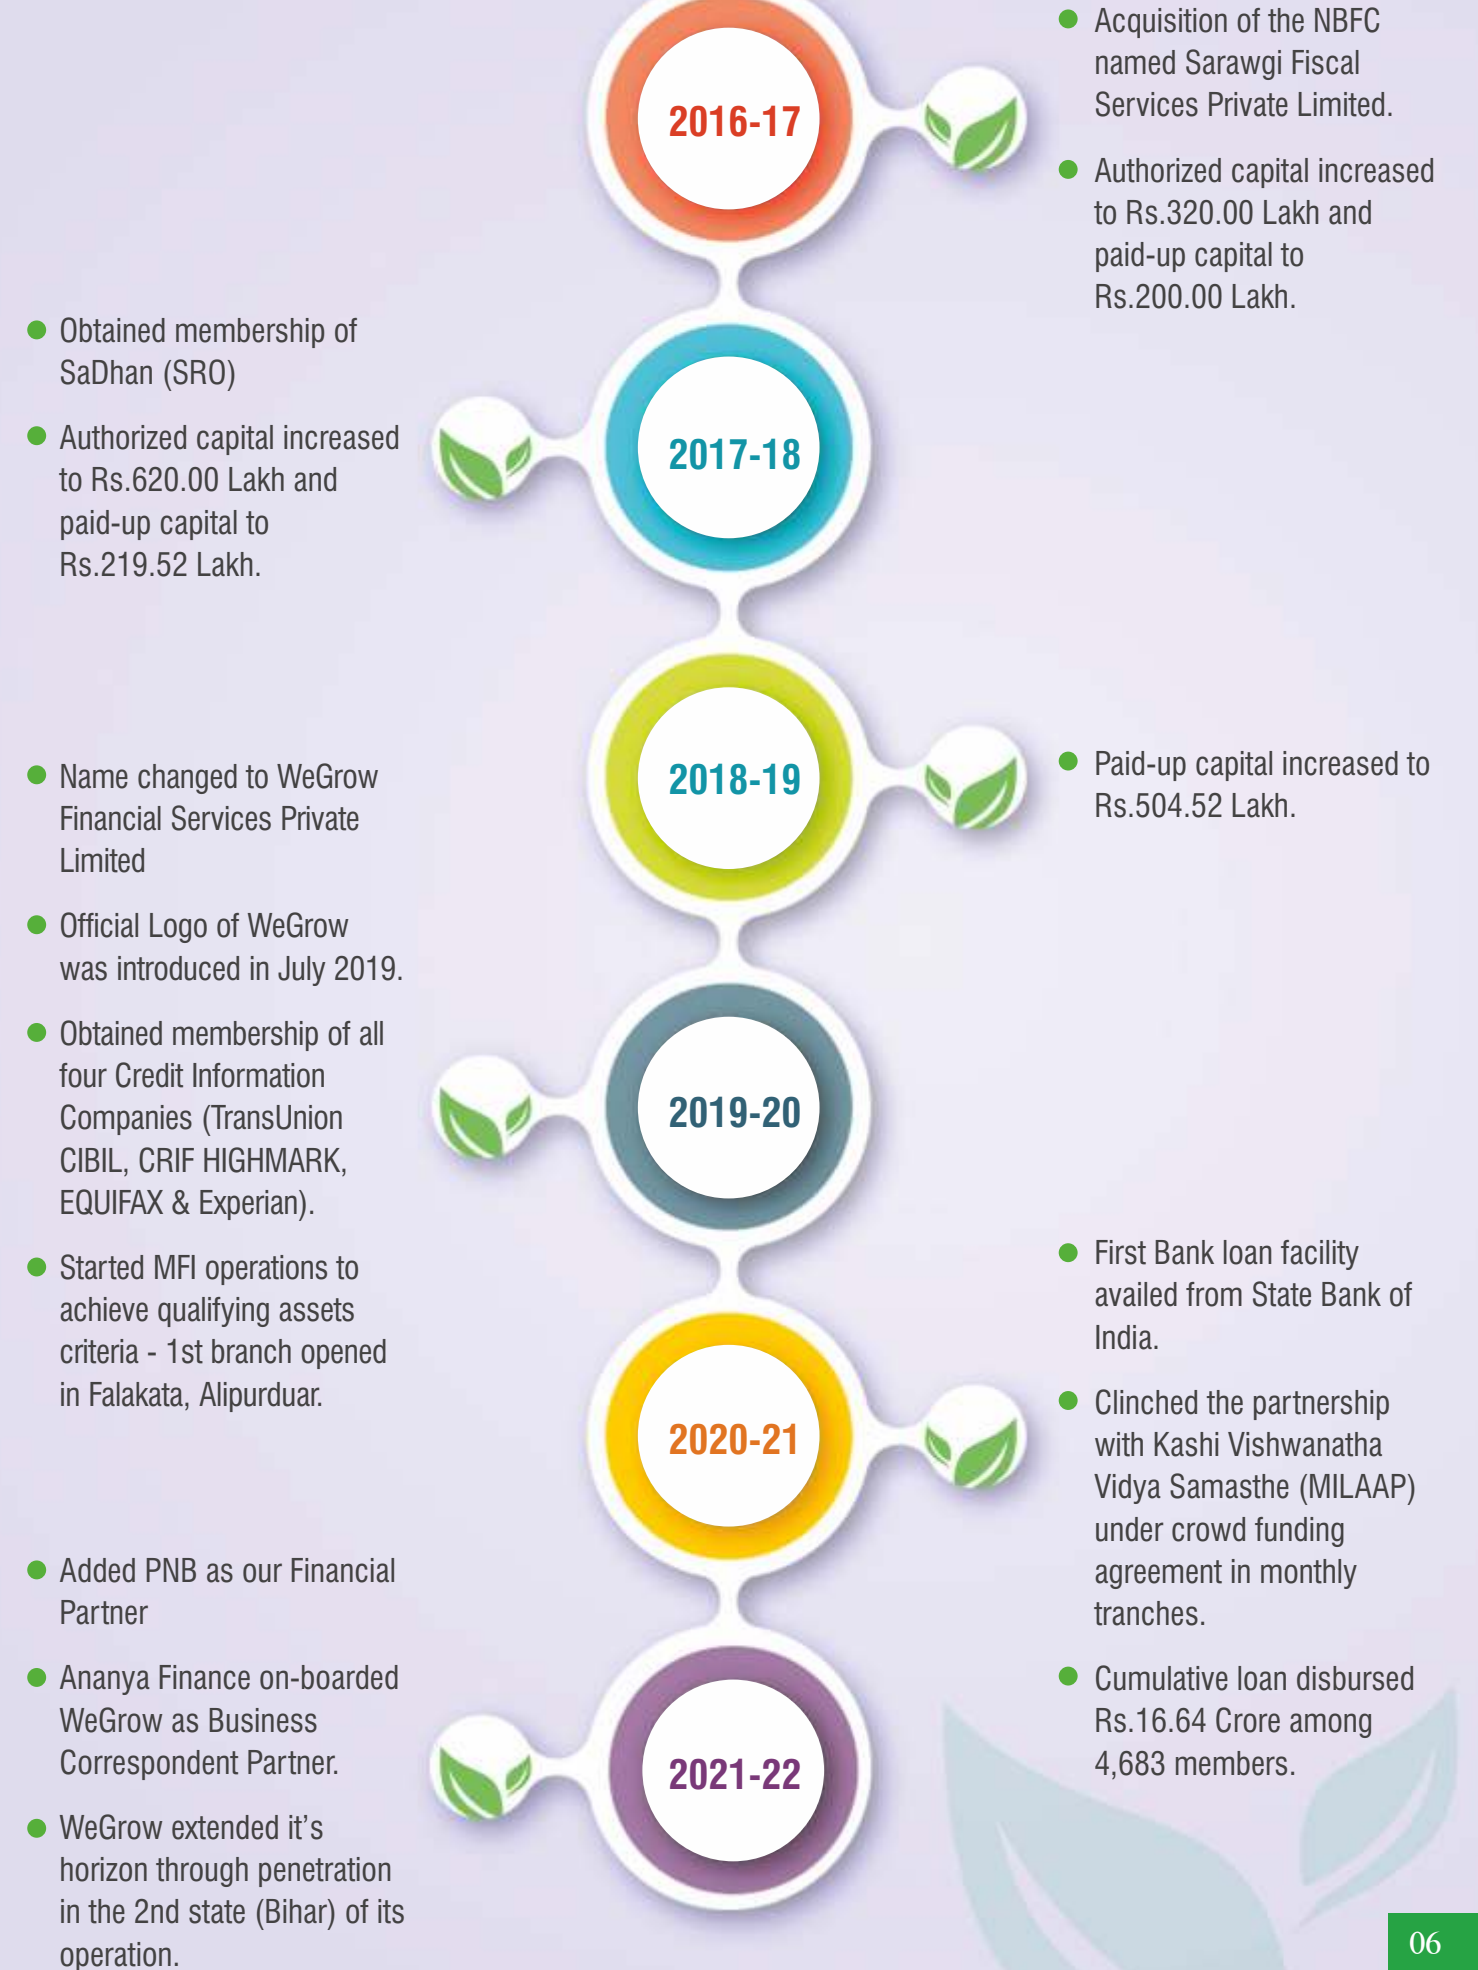 2016-17
Acquisition of the NBFC
named Sarawgi Fiscal
Services Private Limited.
Authorized capital increased
to Rs.320.00 Lakh and
paid-up capital to
Rs.200.00 Lakh.
2017-18
Obtained membership of
SaDhan (SRO)
Authorized capital increased
to Rs.620.00 Lakh and
paid-up capital to
Rs.219.52 Lakh.
2018-19
Paid-up capital increased to
Rs.504.52 Lakh.
2019-20
Name changed to WeGrow
Financial Services Private
Limited
Official Logo of WeGrow
was introduced in July 2019.
Obtained membership of all
four Credit Information
Companies (TransUnion
CIBIL, CRIF HIGHMARK,
EQUIFAX & Experian).
Started MFI operations to
achieve qualifying assets
criteria - 1st branch opened
in Falakata, Alipurduar.
2020-21
First Bank loan facility
availed from State Bank of
India.
Clinched the partnership
with Kashi Vishwanatha
Vidya Samasthe (MILAAP)
under crowd funding
agreement in monthly
tranches.
Cumulative loan disbursed
Rs.16.64 Crore among
4,683 members.
2021-22
Added PNB as our Financial
Partner
Ananya Finance on-boarded
WeGrow as Business
Correspondent Partner.
WeGrow extended it's
horizon through penetration
in the 2nd state (Bihar) of its
operation.
06